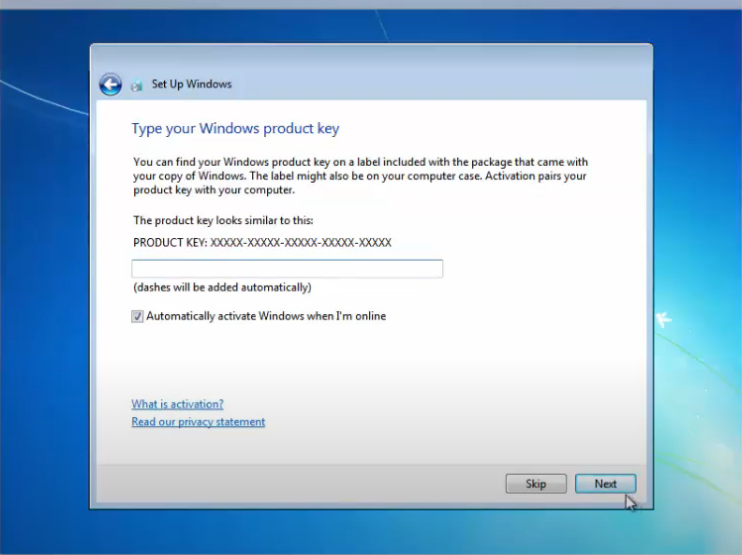 Set Up Windows
Type your Windows product key
You can find your Windows product key on a label included with the package that came with
your copy of Windows. The label might also be on your computer case. Activation pairs your
product key with your computer.
The product key looks similar to this:
PRODUCT KEY: XXXXX-XXXXX-XXXXX-XXXXX-XXXXX
(dashes will be added automatically)
Automatically activate Windows when I'm online
What is activation?
Read our privacy statement
Skip
Next